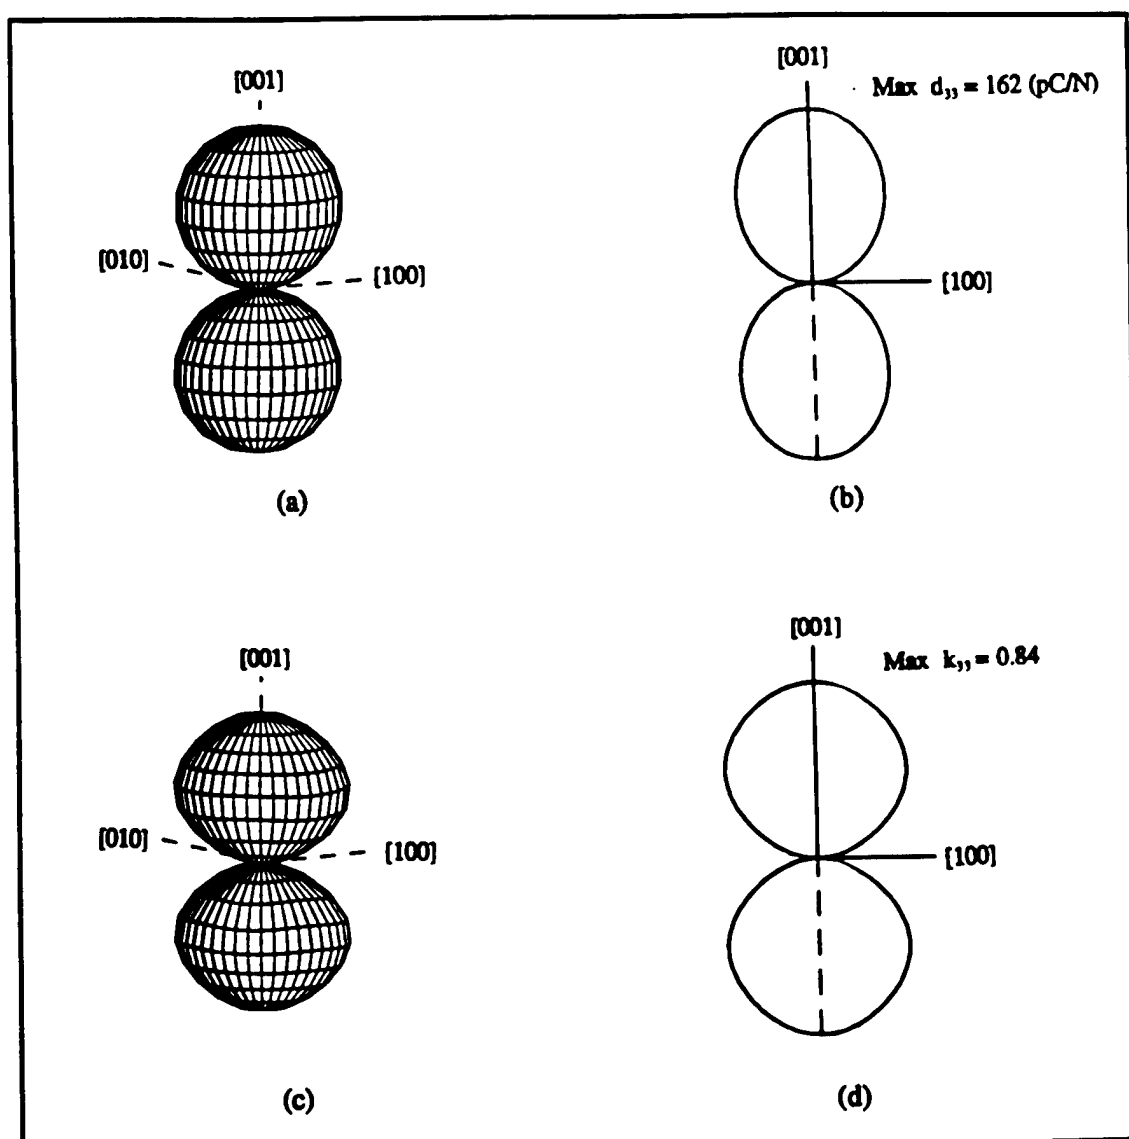 [001]
[010]
[100]
(a)
[001]
Max d₃₃ = 162 (pC/N)
[100]
(b)
[001]
[010]
[100]
(c)
[001]
Max k₃₃ = 0.84
[100]
(d)